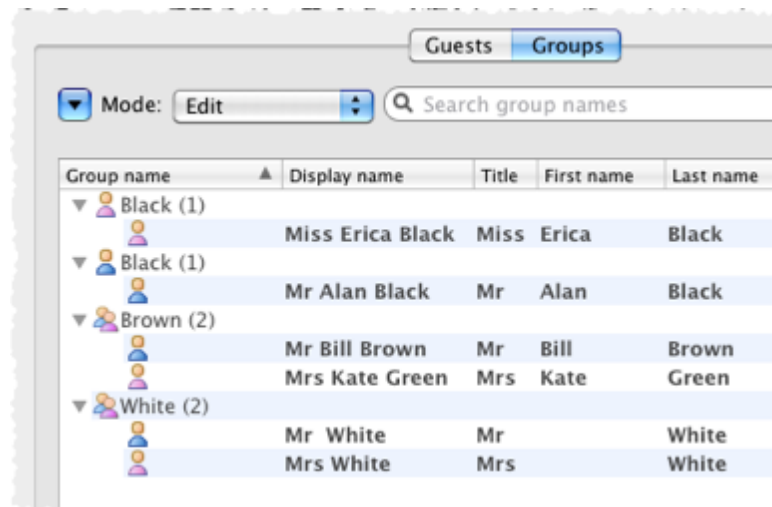 Guests Groups
Mode: Edit Search group names
Group name Display name Title First name Last name
Black (1)
Miss Erica Black Miss Erica Black
Black (1)
Mr Alan Black Mr Alan Black
Brown (2)
Mr Bill Brown Mr Bill Brown
Mrs Kate Green Mrs Kate Green
White (2)
Mr White Mr White
Mrs White Mrs White